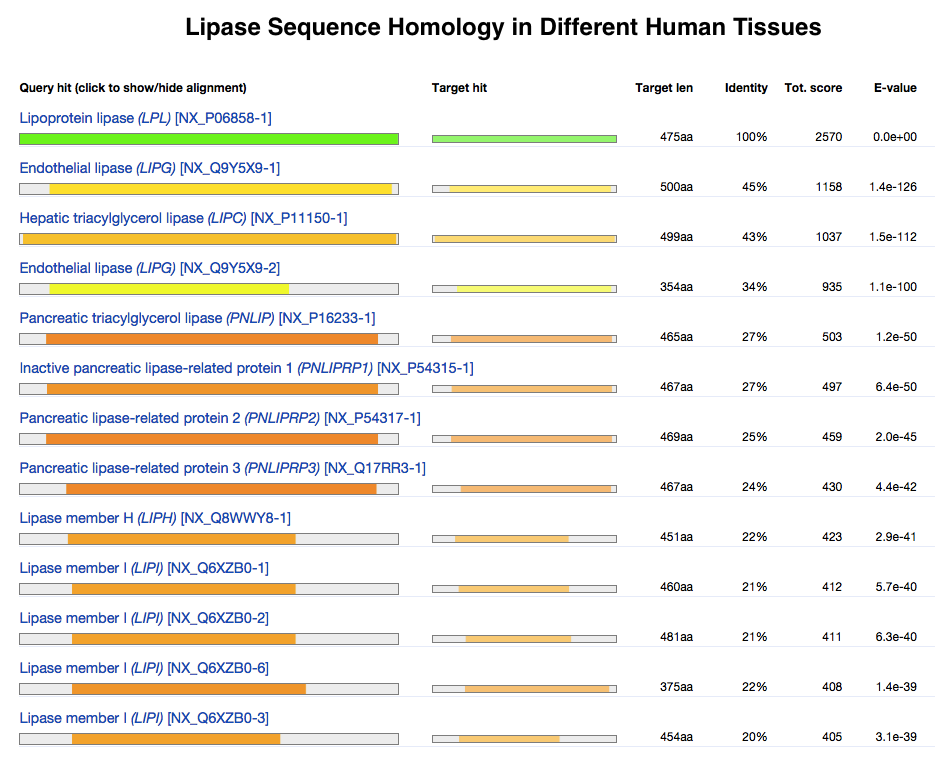 Lipase Sequence Homology in Different Human Tissues
Query hit (click to show/hide alignment) Target hit Target len Identity Tot. score E-value
Lipoprotein lipase (LPL) [NX_P06858-1]
475aa 100% 2570 0.0e+00
Endothelial lipase (LIPG) [NX_Q9Y5X9-1]
500aa 45% 1158 1.4e-126
Hepatic triacylglycerol lipase (LIPC) [NX_P11150-1]
499aa 43% 1037 1.5e-112
Endothelial lipase (LIPG) [NX_Q9Y5X9-2]
354aa 34% 935 1.1e-100
Pancreatic triacylglycerol lipase (PNLIP) [NX_P16233-1]
465aa 27% 503 1.2e-50
Inactive pancreatic lipase-related protein 1 (PNLIPRP1) [NX_P54315-1]
467aa 27% 497 6.4e-50
Pancreatic lipase-related protein 2 (PNLIPRP2) [NX_P54317-1]
469aa 25% 459 2.0e-45
Pancreatic lipase-related protein 3 (PNLIPRP3) [NX_Q17RR3-1]
467aa 24% 430 4.4e-42
Lipase member H (LIPH) [NX_Q8WWY8-1]
451aa 22% 423 2.9e-41
Lipase member I (LIPI) [NX_Q6XZB0-1]
460aa 21% 412 5.7e-40
Lipase member I (LIPI) [NX_Q6XZB0-2]
481aa 21% 411 6.3e-40
Lipase member I (LIPI) [NX_Q6XZB0-6]
375aa 22% 408 1.4e-39
Lipase member I (LIPI) [NX_Q6XZB0-3]
454aa 20% 405 3.1e-39